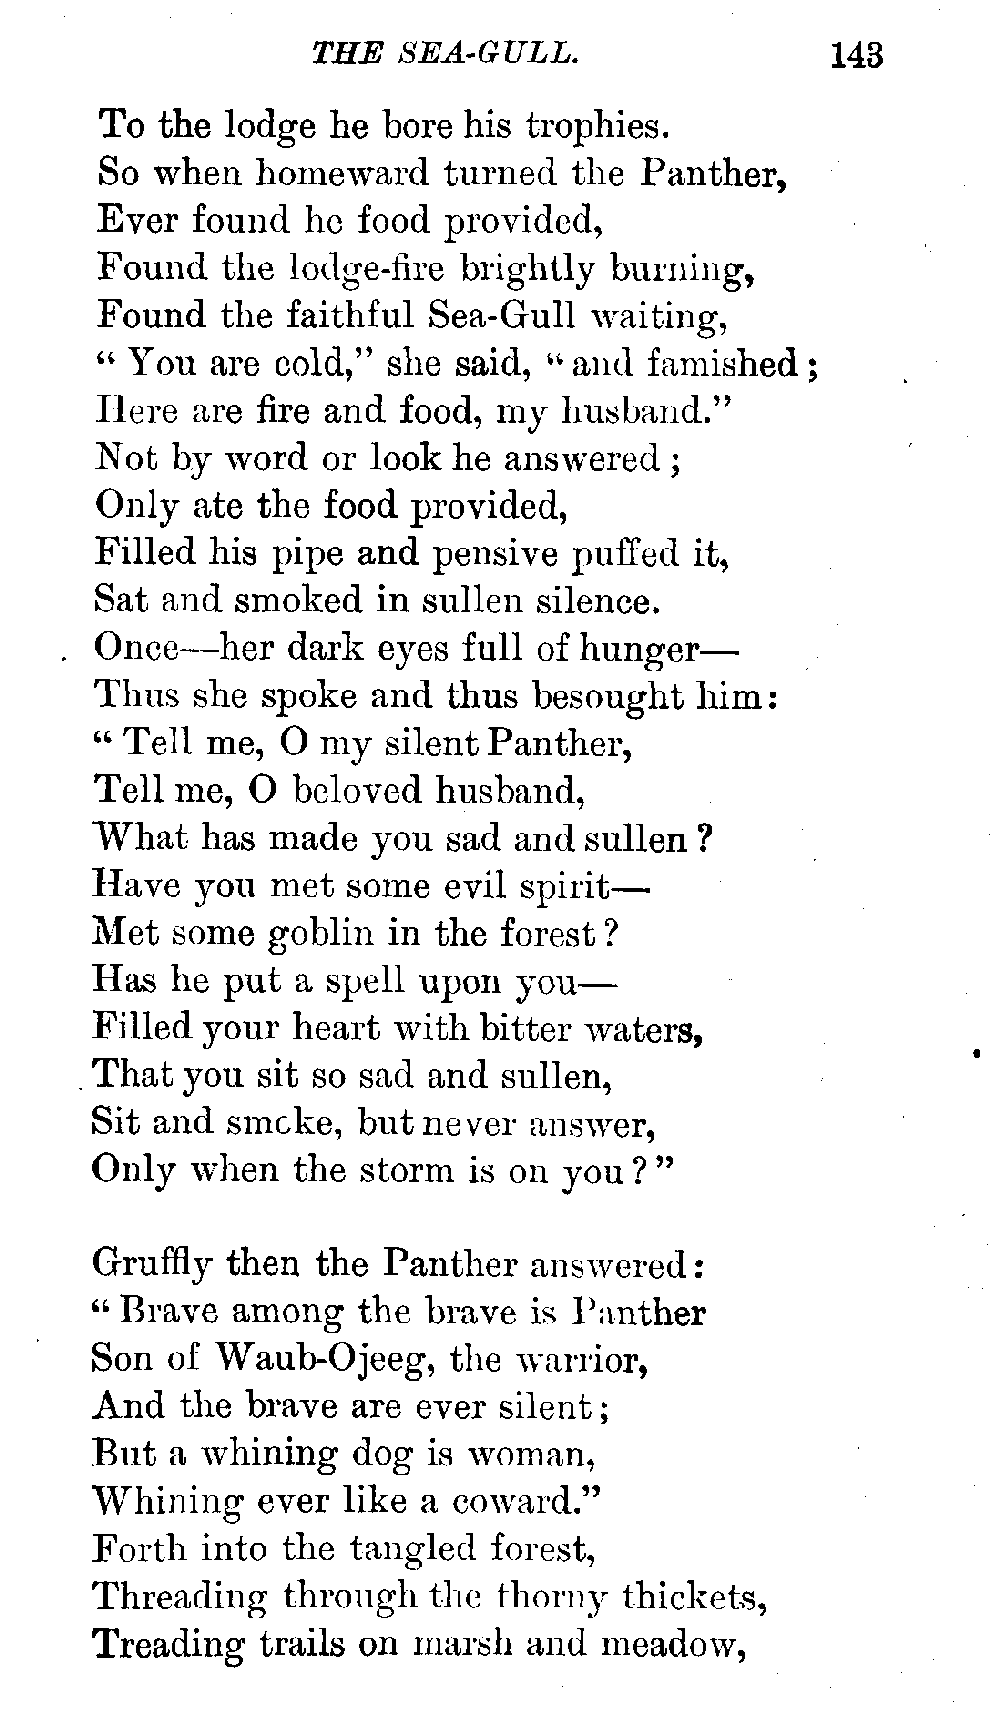 THE SEA-GULL. 143
To the lodge he bore his trophies.
So when homeward turned the Panther,
Ever found he food provided,
Found the lodge-fire brightly burning,
Found the faithful Sea-Gull waiting,
“ You are cold,” she said, “ and famished ;
Here are fire and food, my husband.”
Not by word or look he answered ;
Only ate the food provided,
Filled his pipe and pensive puffed it,
Sat and smoked in sullen silence.
Once—her dark eyes full of hunger—
Thus she spoke and thus besought him:
“ Tell me, O my silent Panther,
Tell me, O beloved husband,
What has made you sad and sullen ?
Have you met some evil spirit—
Met some goblin in the forest ?
Has he put a spell upon you—
Filled your heart with bitter waters,
That you sit so sad and sullen,
Sit and smoke, but never answer,
Only when the storm is on you ? ”

Gruffly then the Panther answered:
“ Brave among the brave is Panther
Son of Waub-Ojeeg, the warrior,
And the brave are ever silent ;
But a whining dog is woman,
Whining ever like a coward.”
Forth into the tangled forest,
Threading through the thorny thickets,
Treading trails on marsh and meadow,